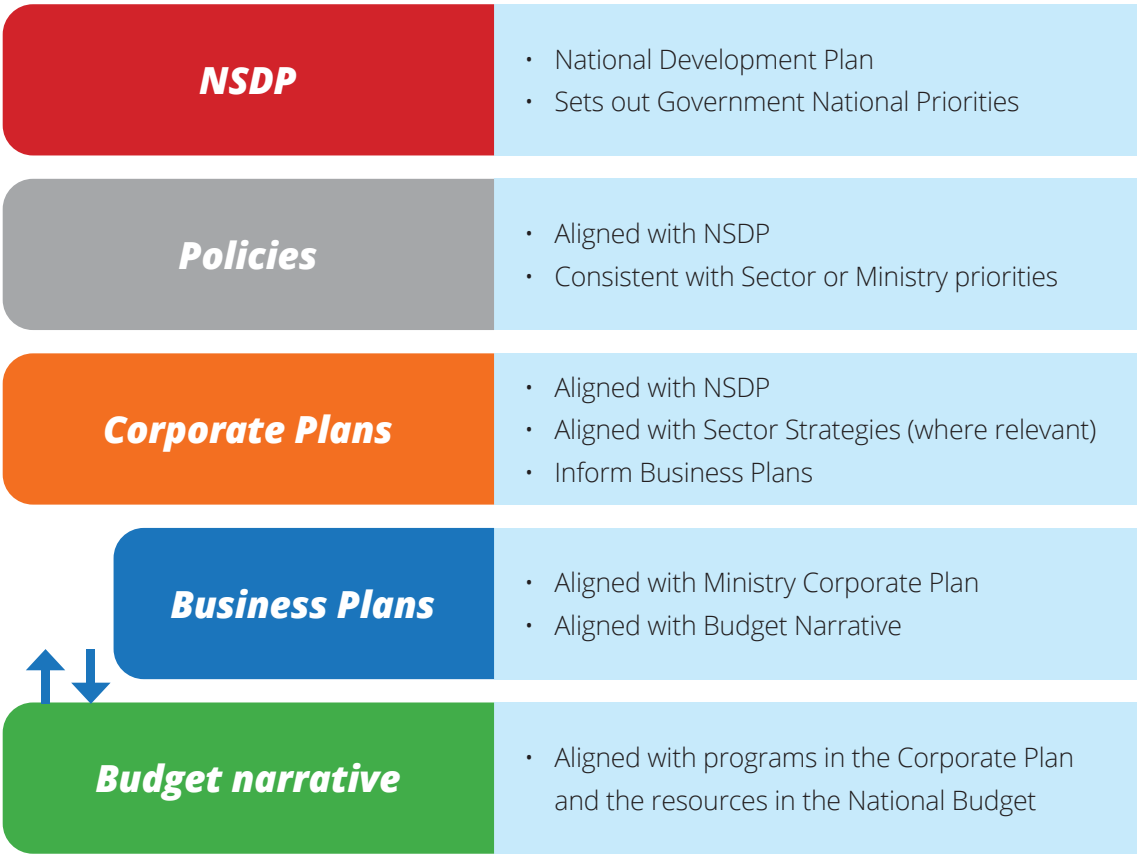 NSDP
• National Development Plan
• Sets out Government National Priorities
Policies
• Aligned with NSDP
• Consistent with Sector or Ministry priorities
Corporate Plans
• Aligned with NSDP
• Aligned with Sector Strategies (where relevant)
• Inform Business Plans
Business Plans
• Aligned with Ministry Corporate Plan
• Aligned with Budget Narrative
Budget narrative
• Aligned with programs in the Corporate Plan
and the resources in the National Budget